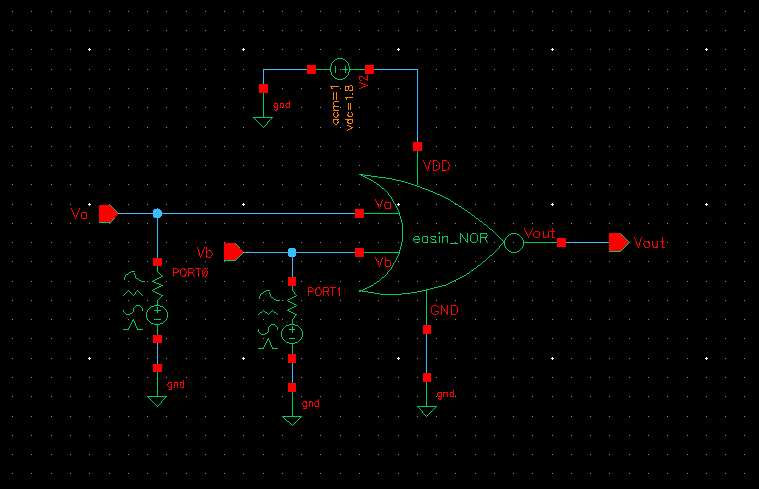 gnd
V2
acm=1
vdc=1.8
VDD
Va
Va
easin_NOR
Vout
Vout
Vb
Vb
PORT0
PORT1
GND
gnd
gnd
gnd